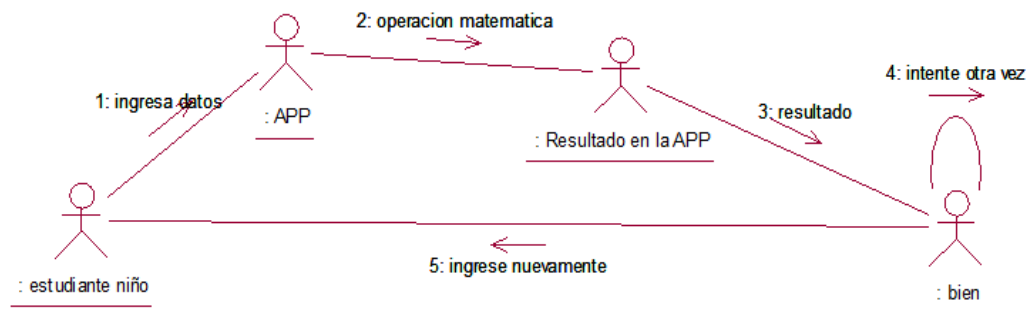 2: operacion matematica
4: intente otra vez
1: ingresa datos
: APP
3: resultado
: Resultado en la APP
5: ingrese nuevamente
: estudiante niño
: bien